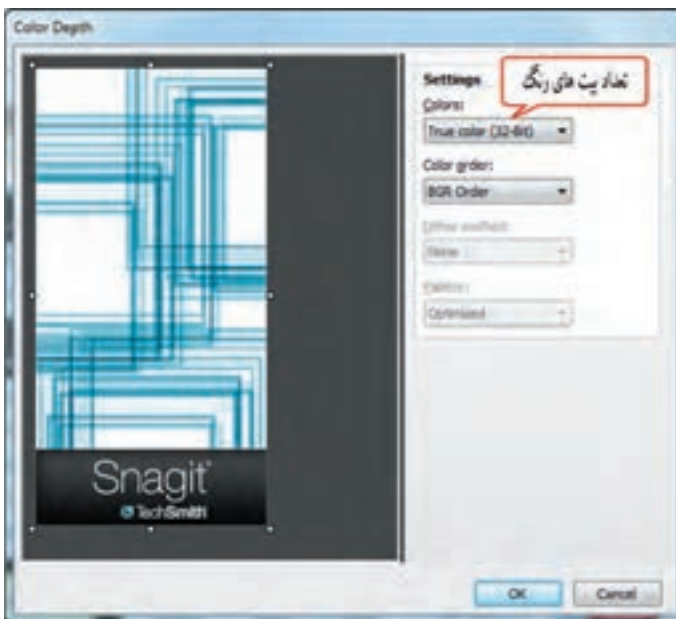 Color Depth
Settings
تعداد بیت های رنگ
Colors:
True color (32-Bit)
Color order:
BGR Order
Dither method:
None
Palette:
Optimized
Snagit®
TechSmith
OK
Cancel